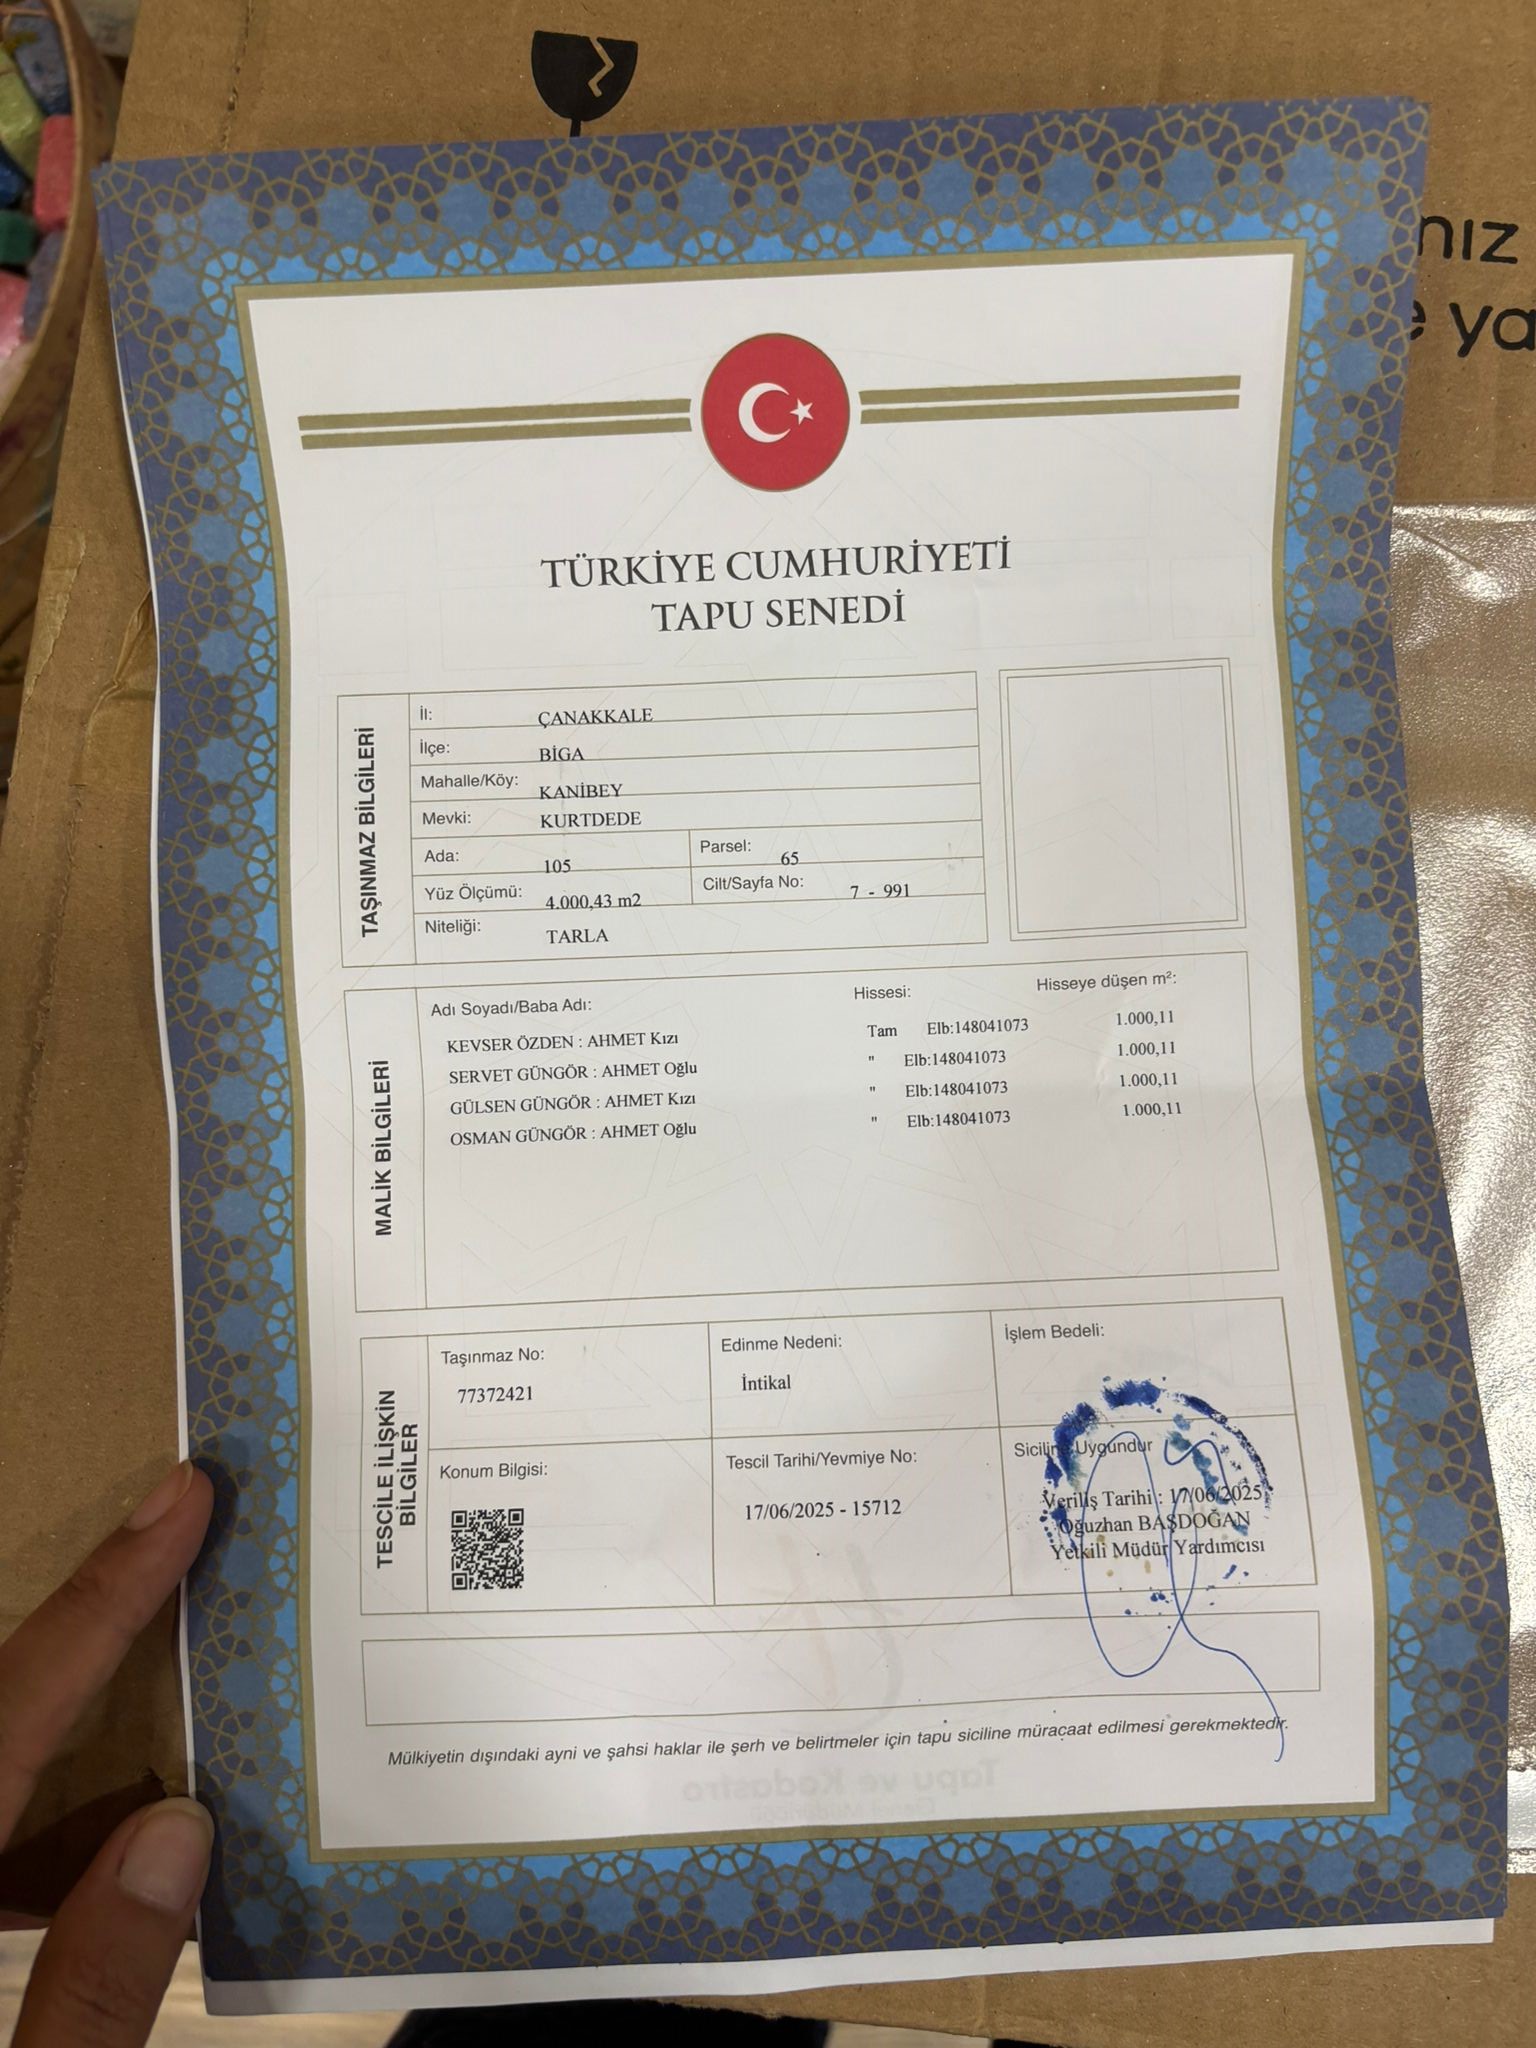 nız
e ya
TÜRKİYE CUMHURİYETİ
TAPU SENEDİ
TAŞINMAZ BİLGİLERİ
İl: ÇANAKKALE
İlçe: BİGA
Mahalle/Köy: KANİBEY
Mevki: KURTDEDE
Ada: 105 Parsel: 65
Yüz Ölçümü: 4.000,43 m2 Cilt/Sayfa No: 7 - 991
Niteliği: TARLA
MALİK BİLGİLERİ
Adı Soyadı/Baba Adı: Hissesi: Hisseye düşen m²:
KEVSER ÖZDEN : AHMET Kızı Tam Elb:148041073 1.000,11
SERVET GÜNGÖR : AHMET Oğlu " Elb:148041073 1.000,11
GÜLSEN GÜNGÖR : AHMET Kızı " Elb:148041073 1.000,11
OSMAN GÜNGÖR : AHMET Oğlu " Elb:148041073 1.000,11
TESCİLE İLİŞKİN
BİLGİLER
Taşınmaz No: Edinme Nedeni: İşlem Bedeli:
77372421 İntikal
Konum Bilgisi: Tescil Tarihi/Yevmiye No: Siciline Uygundur
17/06/2025 - 15712 Veriliş Tarihi : 17/06/2025
Oğuzhan BAŞDOĞAN
Yetkili Müdür Yardımcısı
Mülkiyetin dışındaki ayni ve şahsi haklar ile şerh ve belirtmeler için tapu siciline müracaat edilmesi gerekmektedir.
Tapu ve Kadastro